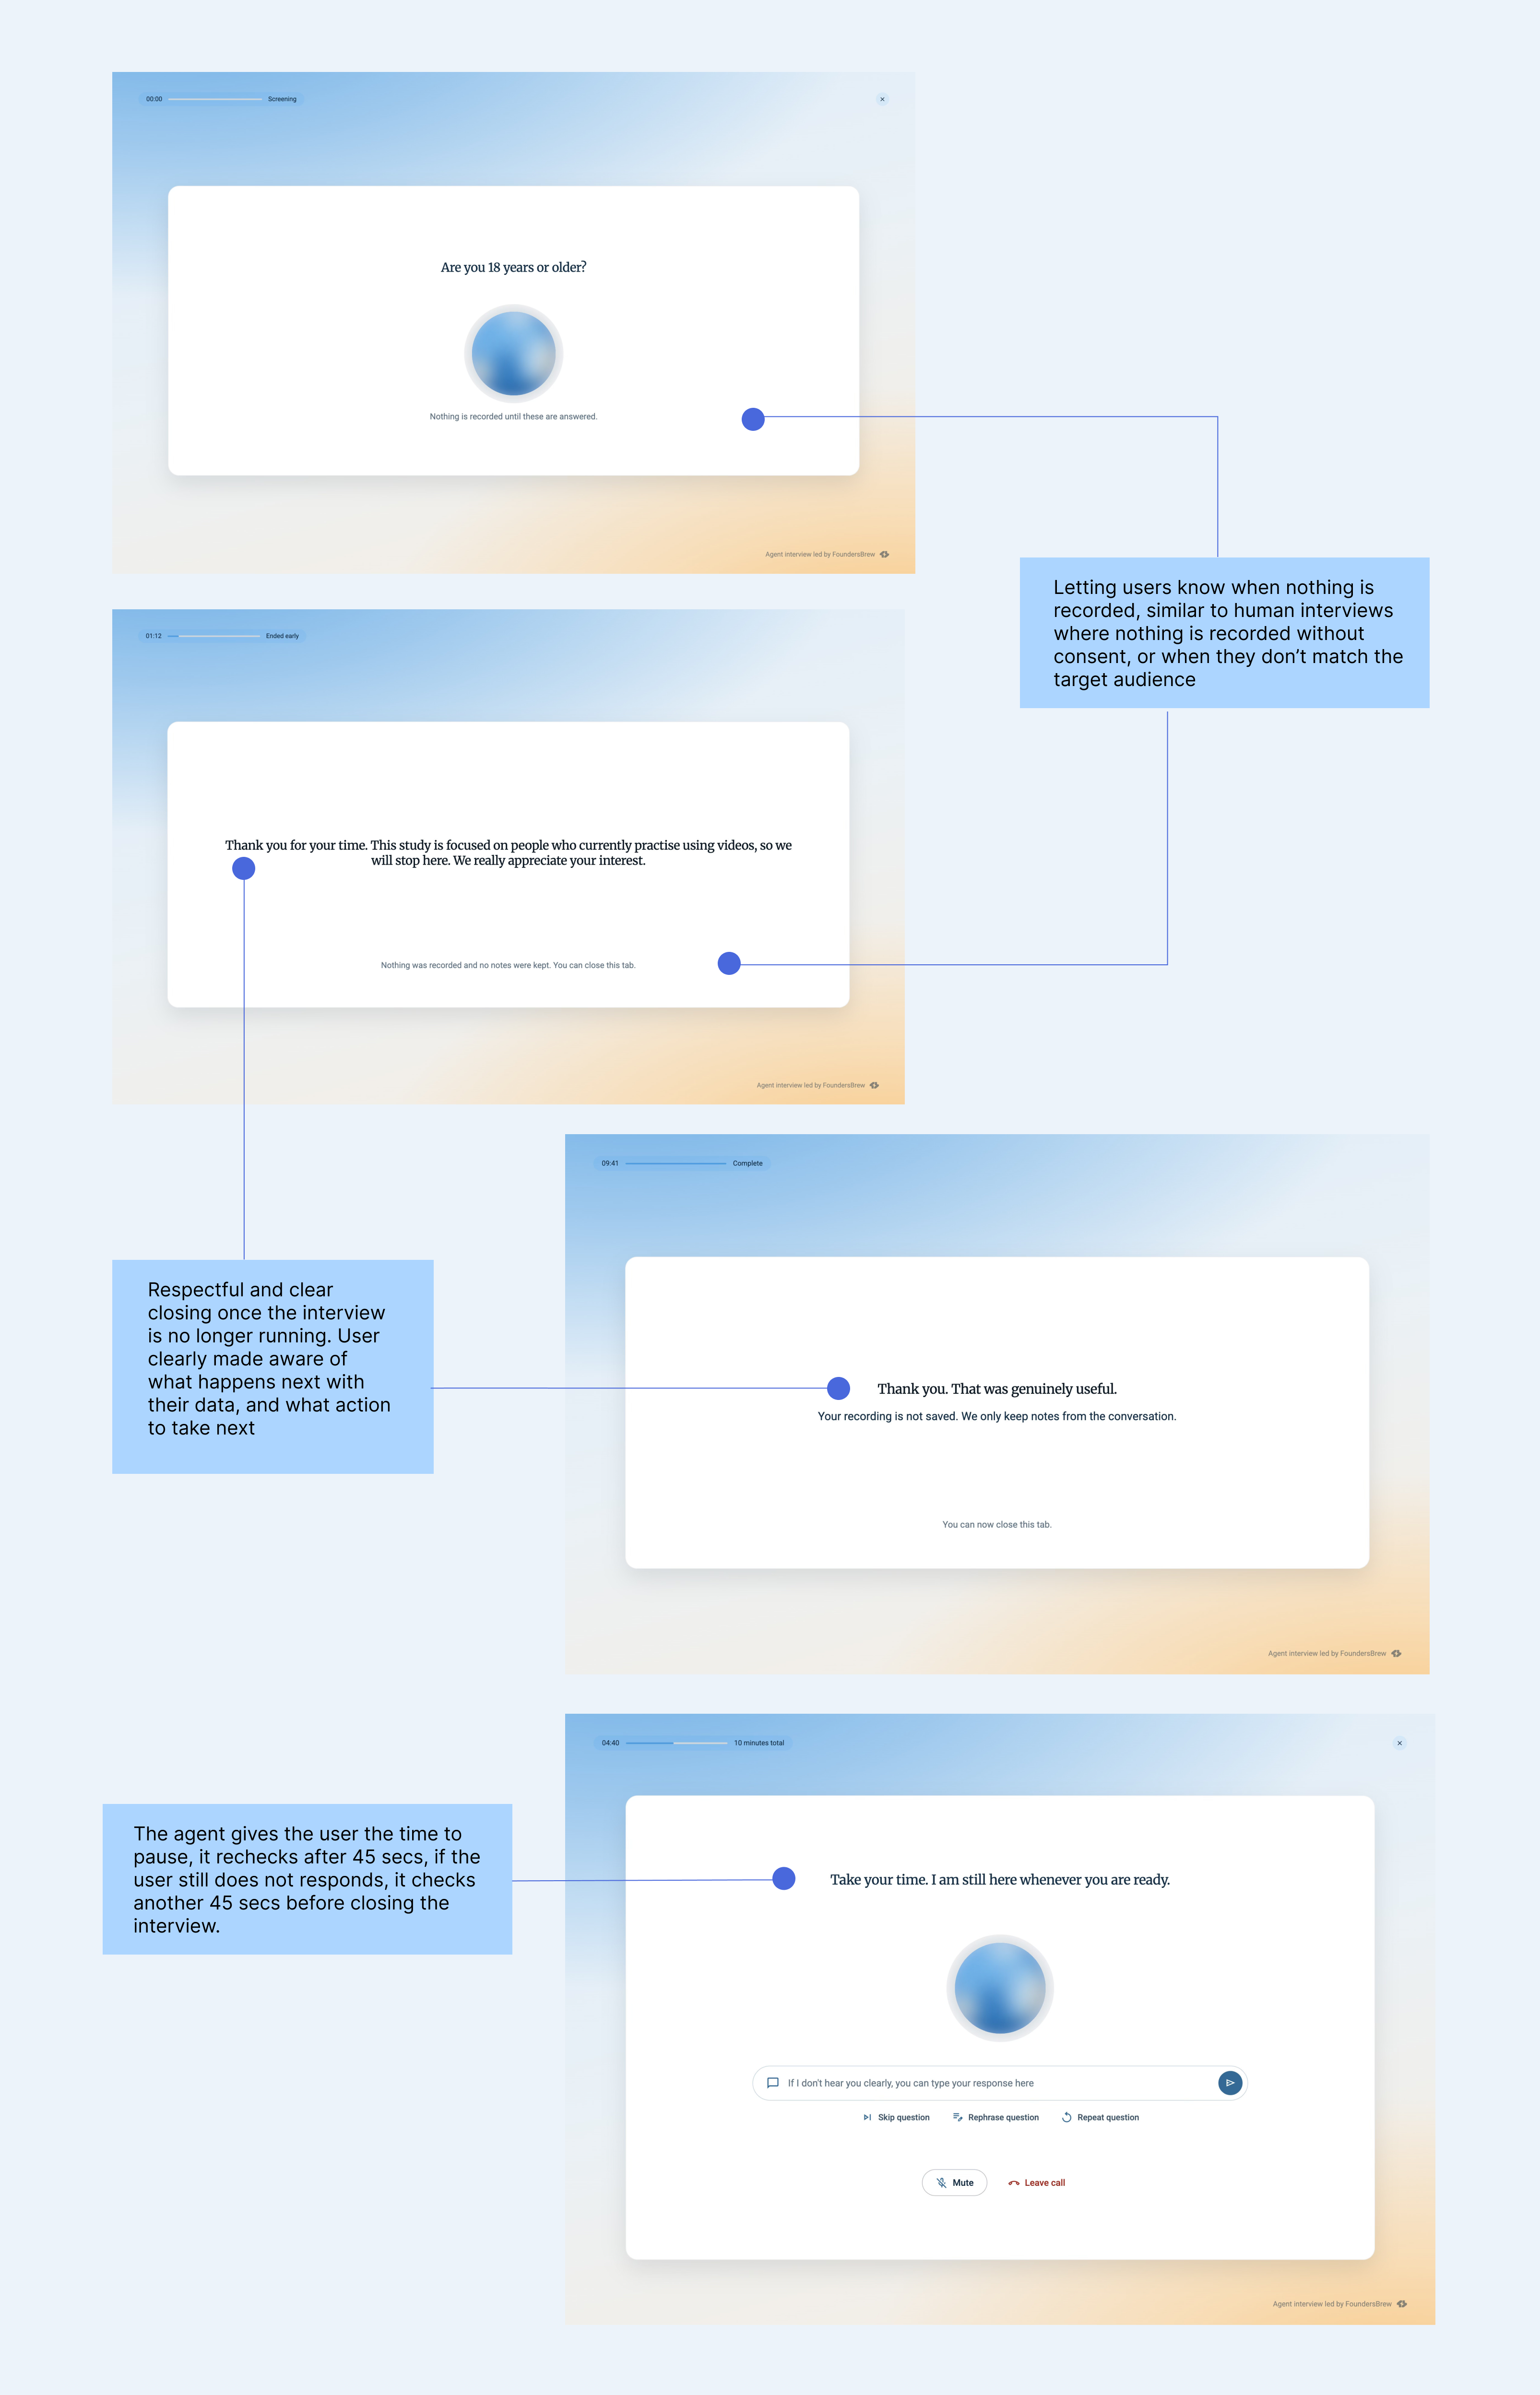 00:00 Screening
Are you 18 years or older?
Nothing is recorded until these are answered.
Agent interview led by FoundersBrew
Letting users know when nothing is
recorded, similar to human interviews
where nothing is recorded without
consent, or when they don’t match the
target audience
01:12 Ended early
Thank you for your time. This study is focused on people who currently practise using videos, so we
will stop here. We really appreciate your interest.
Nothing was recorded and no notes were kept. You can close this tab.
Agent interview led by FoundersBrew
09:41 Complete
Respectful and clear
closing once the interview
is no longer running. User
clearly made aware of
what happens next with
their data, and what action
to take next
Thank you. That was genuinely useful.
Your recording is not saved. We only keep notes from the conversation.
You can now close this tab.
Agent interview led by FoundersBrew
04:40 10 minutes total
The agent gives the user the time to
pause, it rechecks after 45 secs, if the
user still does not responds, it checks
another 45 secs before closing the
interview.
Take your time. I am still here whenever you are ready.
If I don't hear you clearly, you can type your response here
Skip question Rephrase question Repeat question
Mute Leave call
Agent interview led by FoundersBrew